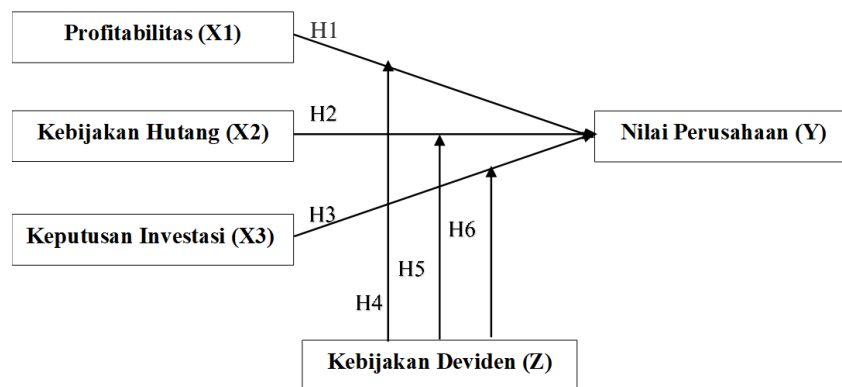 Profitabilitas (X1)
H1
H2
Kebijakan Hutang (X2)
Nilai Perusahaan (Y)
H3
Keputusan Investasi (X3)
H6
H5
H4
Kebijakan Deviden (Z)